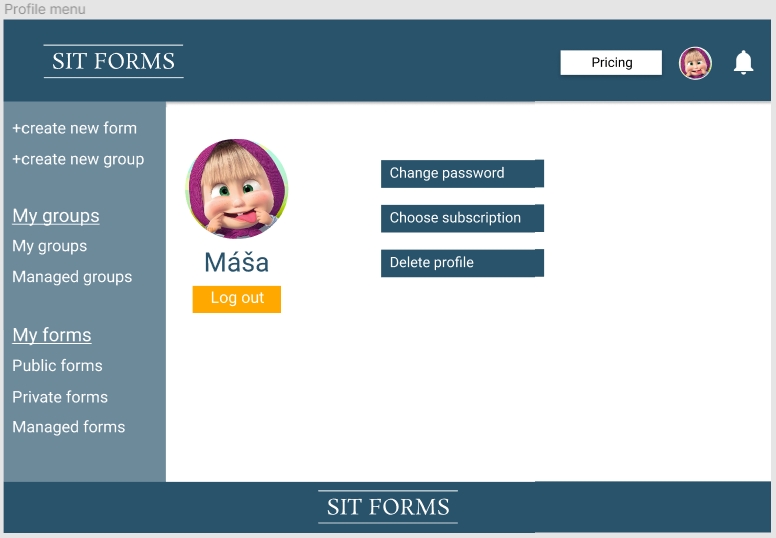 Profile menu
SIT FORMS
Pricing
+create new form
+create new group
My groups
My groups
Managed groups
My forms
Public forms
Private forms
Managed forms
Máša
Log out
Change password
Choose subscription
Delete profile
SIT FORMS